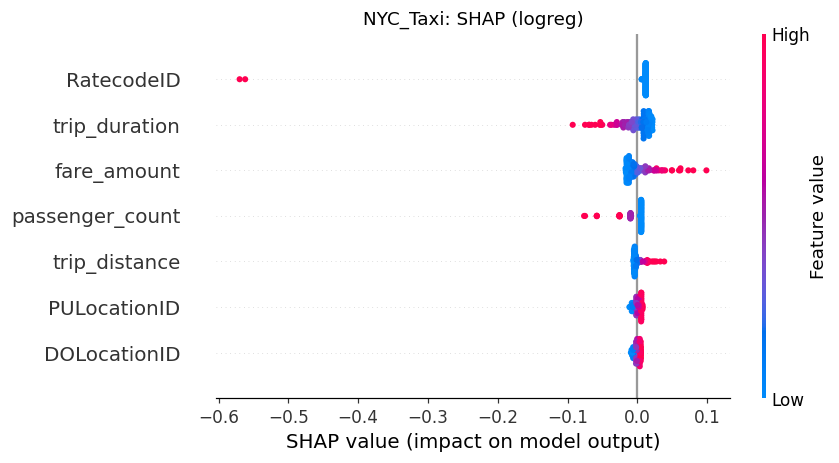 NYC_Taxi: SHAP (logreg)
High
RatecodeID
trip_duration
fare_amount
passenger_count
trip_distance
PULocationID
DOLocationID
Feature value
Low
−0.6 −0.5 −0.4 −0.3 −0.2 −0.1 0.0 0.1
SHAP value (impact on model output)